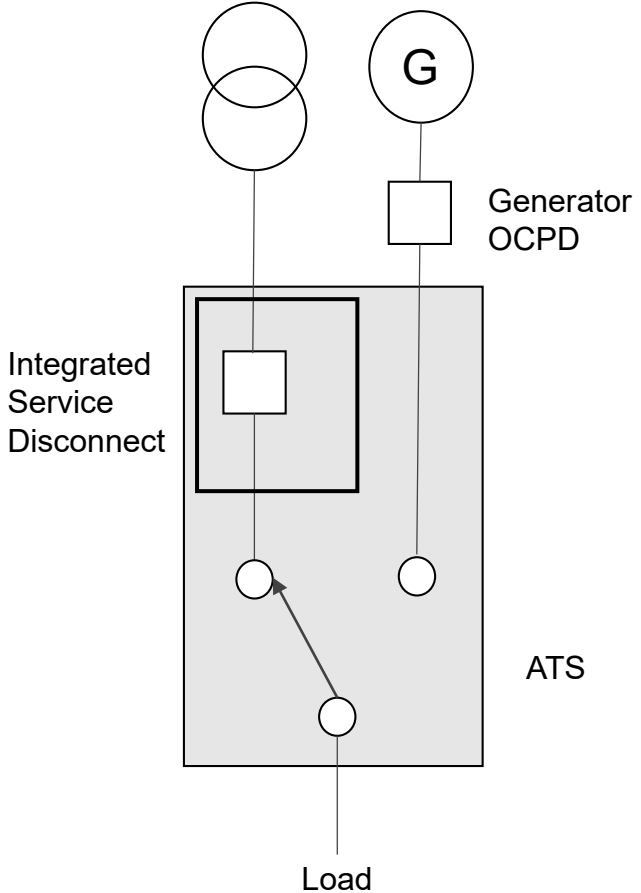 G
Generator
OCPD
Integrated
Service
Disconnect
ATS
Load